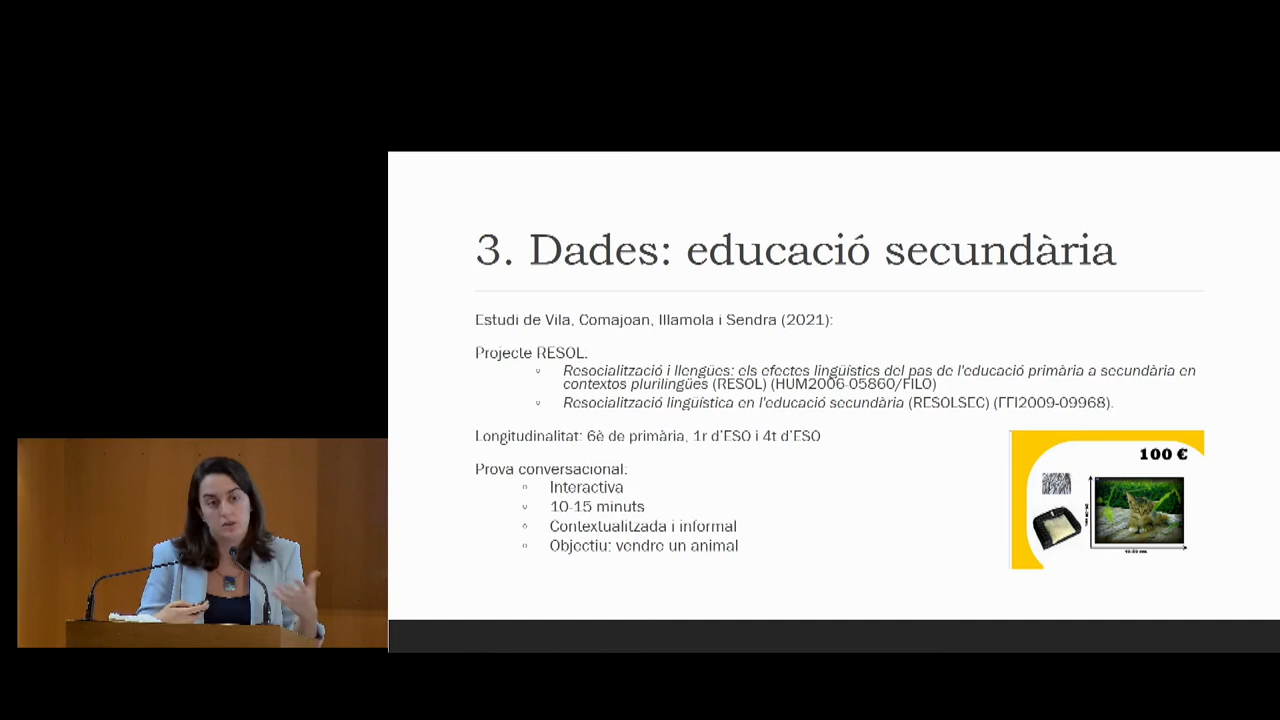 3. Dades: educació secundària
Estudi de Vila, Comajoan, Illamola i Sendra (2021):
Projecte RESOL.
Resocialització i llengües: els efectes lingüístics del pas de l'educació primària a secundària en
contextos plurilingües (RESOL) (HUM2006-05860/FILO)
Resocialització lingüística en l'educació secundària (RESOLSEC) (FFI2009-09968).
Longitudinalitat: 6è de primària, 1r d'ESO i 4t d'ESO
Prova conversacional:
Interactiva
10-15 minuts
Contextualitzada i informal
Objectiu: vendre un animal
100 €